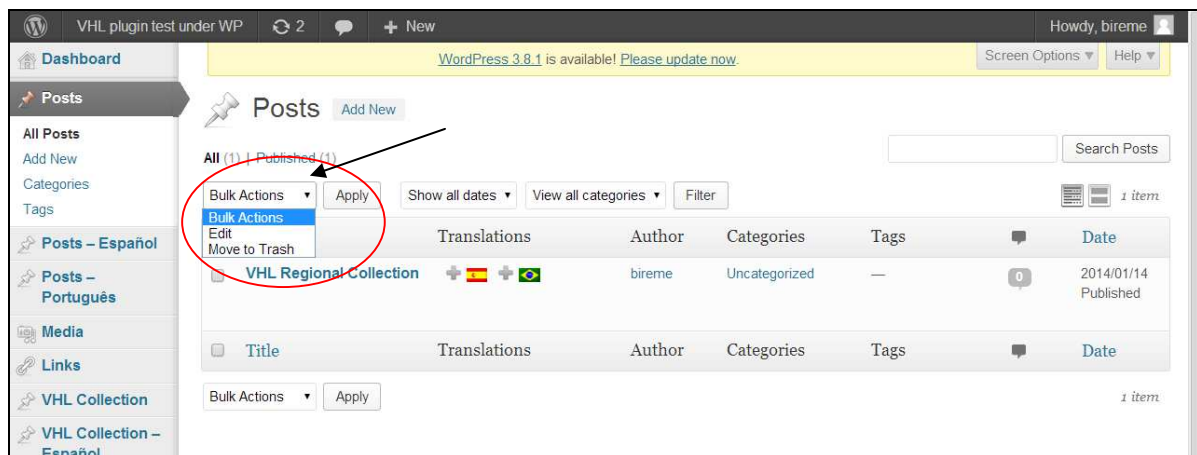 VHL plugin test under WP 2 New Howdy, bireme
WordPress 3.8.1 is available! Please update now. Screen Options Help
Dashboard
Posts
All Posts
Add New
Categories
Tags
Posts – Español
Posts –
Português
Media
Links
VHL Collection
VHL Collection –
Español
Posts Add New
All (1) | Published (1) Search Posts
Bulk Actions Apply Show all dates View all categories Filter 1 item
Bulk Actions
Edit
Move to Trash
Translations Author Categories Tags Date
VHL Regional Collection bireme Uncategorized — 0 2014/01/14
Published
Title Translations Author Categories Tags Date
Bulk Actions Apply 1 item